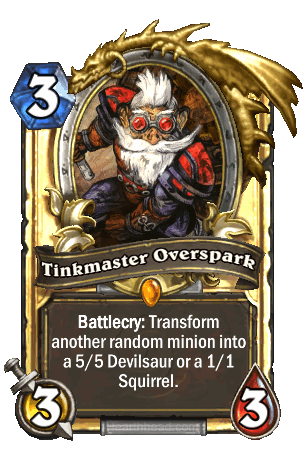 3
Tinkmaster Overspark
Battlecry: Transform
another random minion into
a 5/5 Devilsaur or a 1/1
Squirrel.
3
3